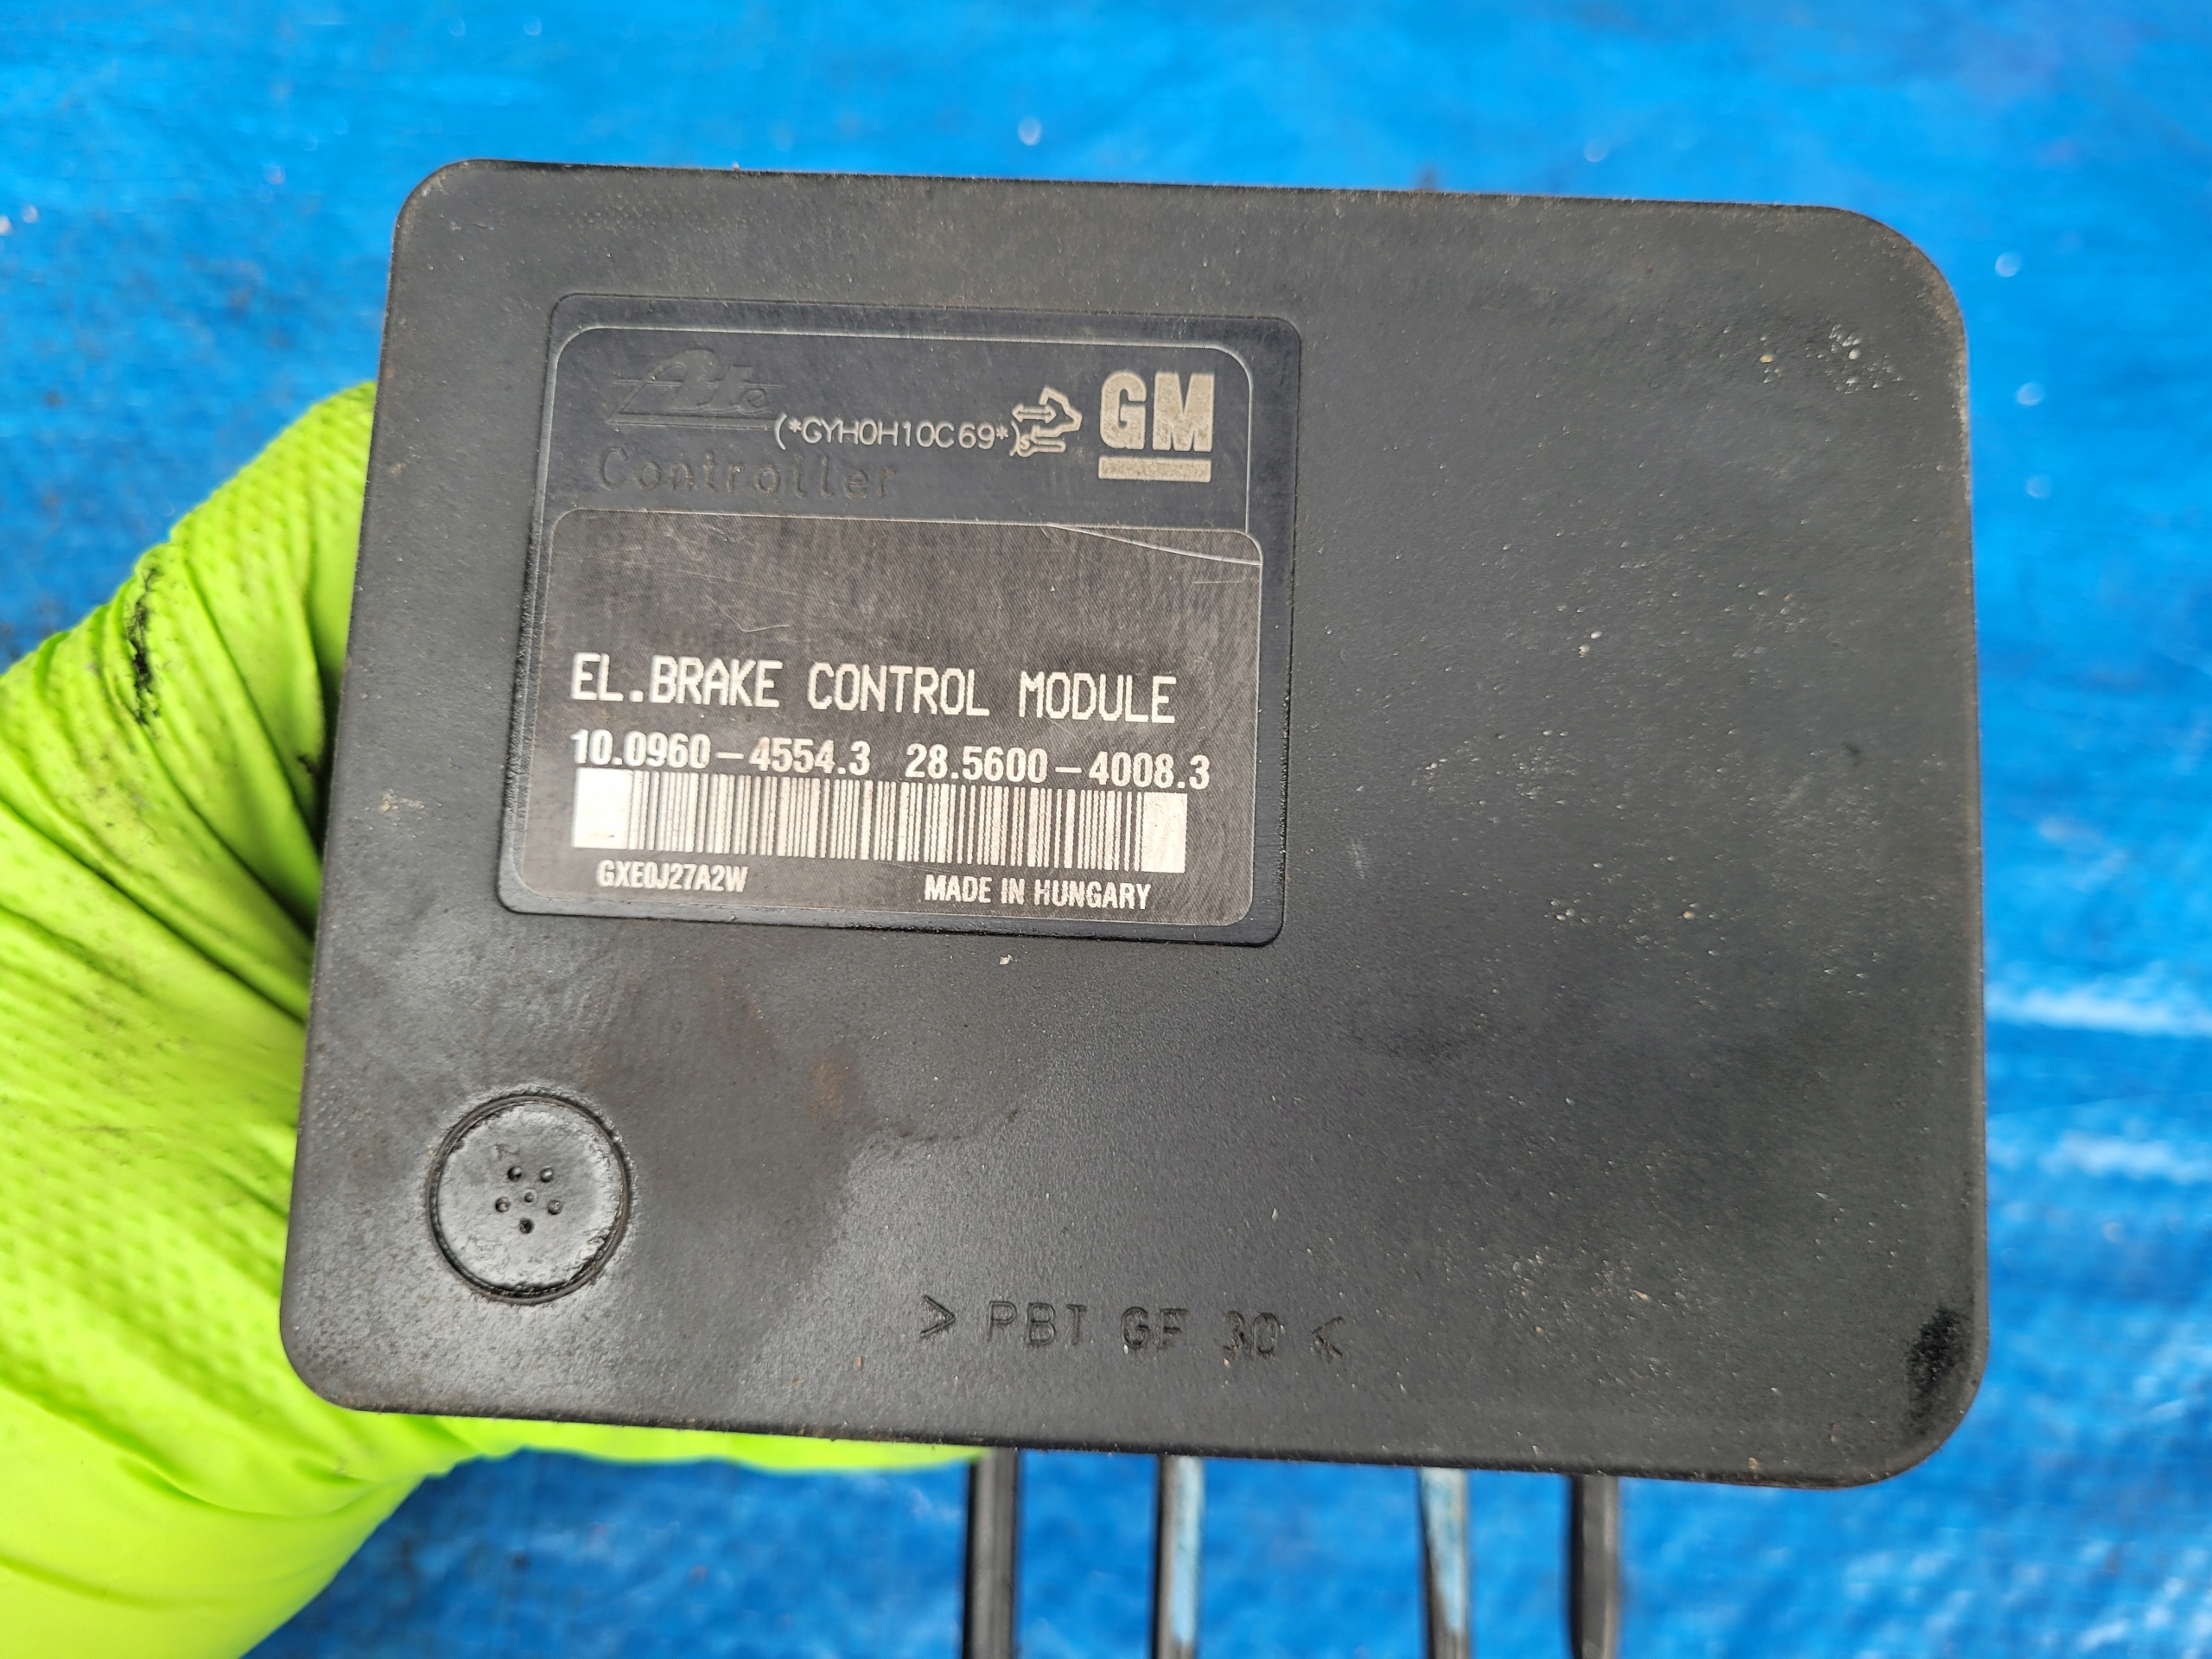 Ate
(*GYH0H10C69*)
GM
Controller
EL.BRAKE CONTROL MODULE
10.0960-4554.3 28.5600-4008.3
GXE0J27A2W MADE IN HUNGARY
> PBT GF 30 <